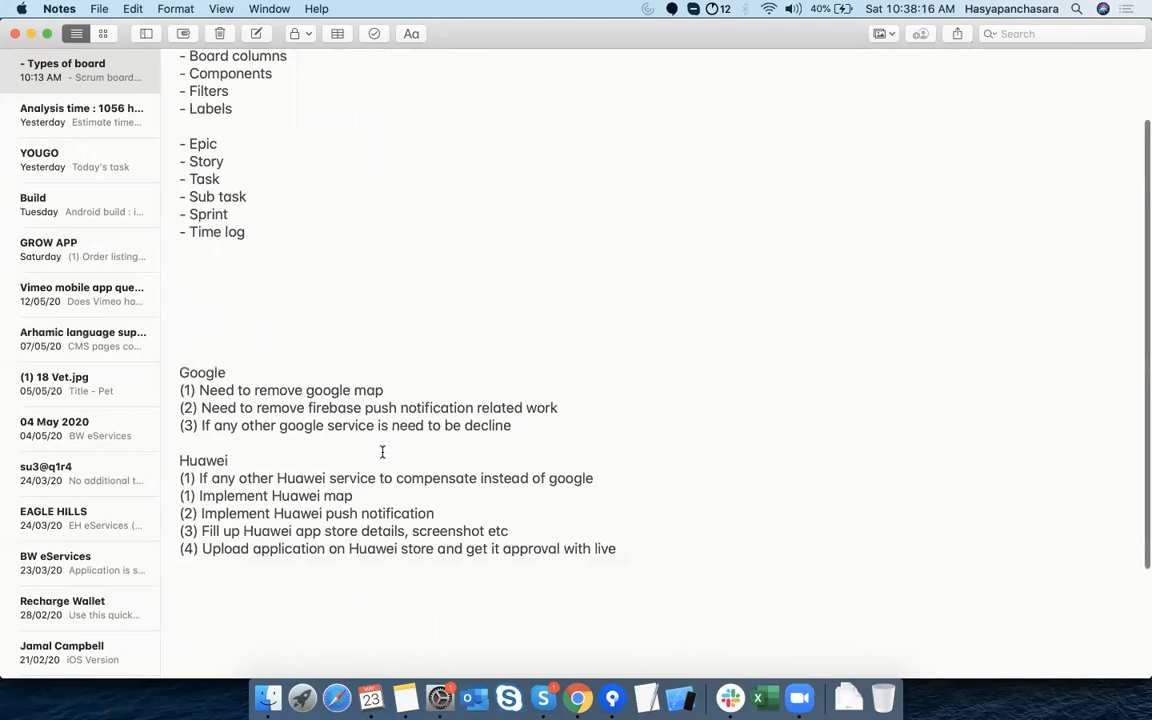 Notes File Edit Format View Window Help
12 40% Sat 10:38:16 AM Hasyapanchasara
Aa Search
- Types of board
10:13 AM - Scrum board...
Analysis time : 1056 h...
Yesterday Estimate time...
YOUGO
Yesterday Today's task
Build
Tuesday Android build : i...
GROW APP
Saturday (1) Order listing...
Vimeo mobile app que...
12/05/20 Does Vimeo ha...
Arhamic language sup...
07/05/20 CMS pages co...
(1) 18 Vet.jpg
05/05/20 Title - Pet
04 May 2020
04/05/20 BW eServices
su3@q1r4
24/03/20 No additional t...
EAGLE HILLS
24/03/20 EH eServices (...
BW eServices
23/03/20 Application is s...
Recharge Wallet
28/02/20 Use this quick...
Jamal Campbell
21/02/20 iOS Version
- Board columns
- Components
- Filters
- Labels
- Epic
- Story
- Task
- Sub task
- Sprint
- Time log
Google
(1) Need to remove google map
(2) Need to remove firebase push notification related work
(3) If any other google service is need to be decline
Huawei
(1) If any other Huawei service to compensate instead of google
(1) Implement Huawei map
(2) Implement Huawei push notification
(3) Fill up Huawei app store details, screenshot etc
(4) Upload application on Huawei store and get it approval with live
MAY
23
1
1